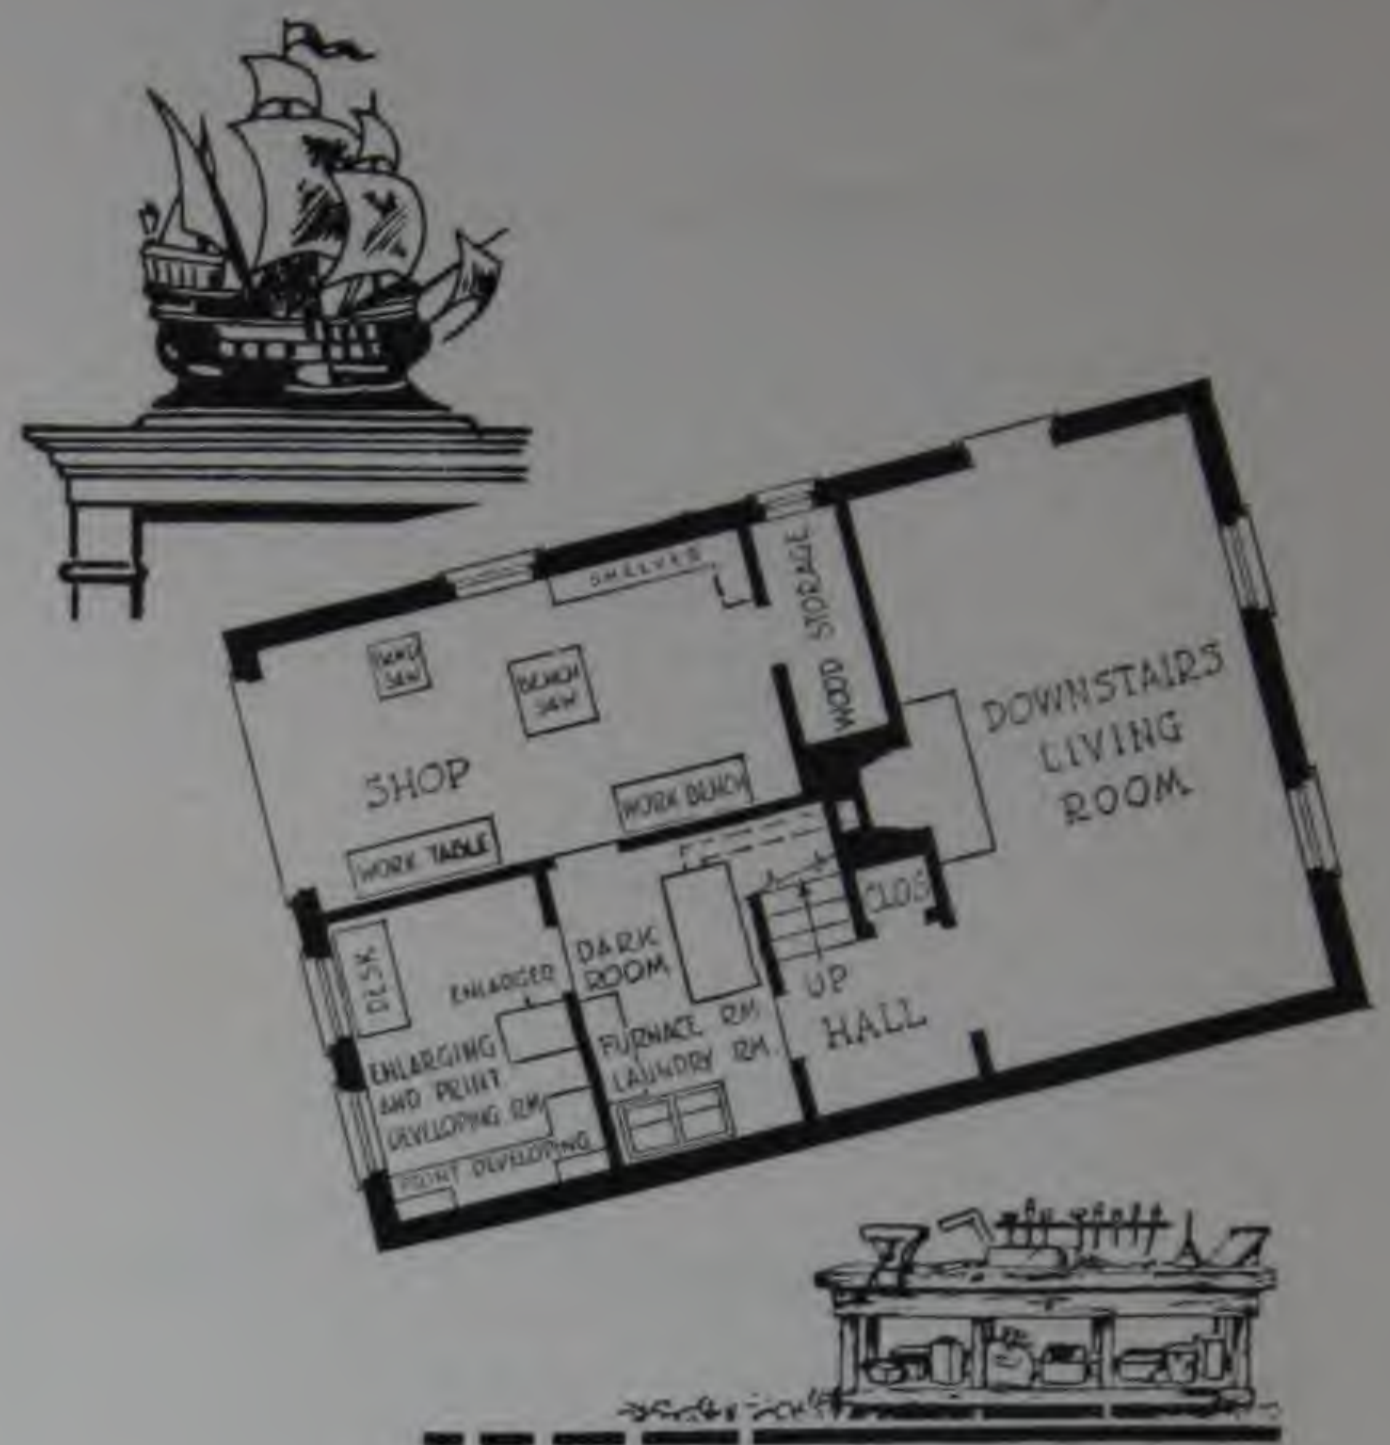 SHELVES
WOOD STORAGE
BAND
SAW
BENCH
SAW
DOWNSTAIRS
LIVING
ROOM
SHOP
WORK BENCH
WORK TABLE
CLOS
DESK
DARK
ROOM
ENLARGER
UP
HALL
FURNACE RM
LAUNDRY RM.
ENLARGING
AND PRINT
DEVELOPING RM
PRINT DEVELOPING